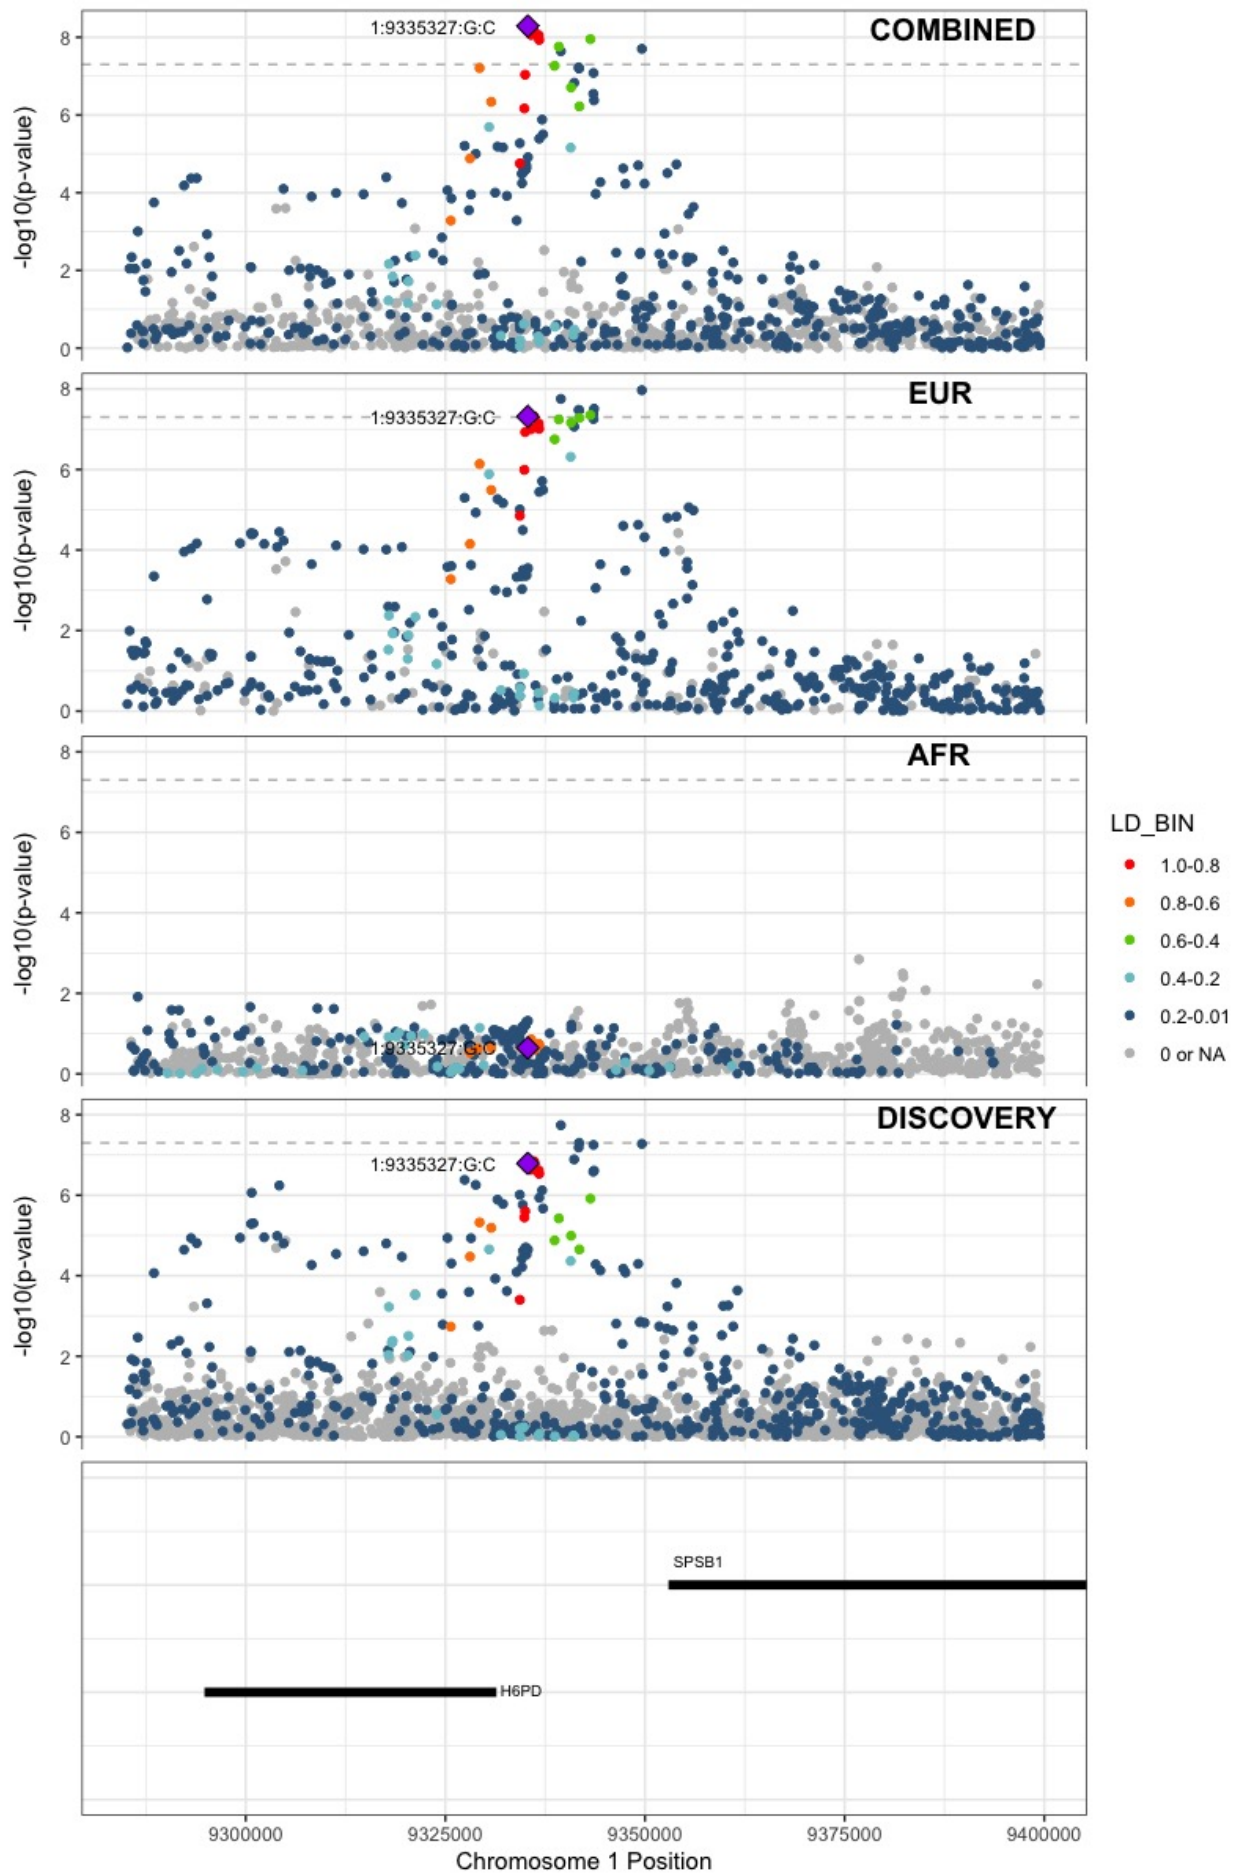 COMBINED
1:9335327:G:C
-log10(p-value)
8
6
4
2
0
EUR
1:9335327:G:C
-log10(p-value)
8
6
4
2
0
AFR
1:9335327:G:C
-log10(p-value)
8
6
4
2
0
DISCOVERY
1:9335327:G:C
-log10(p-value)
8
6
4
2
0
LD_BIN
1.0-0.8
0.8-0.6
0.6-0.4
0.4-0.2
0.2-0.01
0 or NA
SPSB1
H6PD
9300000 9325000 9350000 9375000 9400000
Chromosome 1 Position